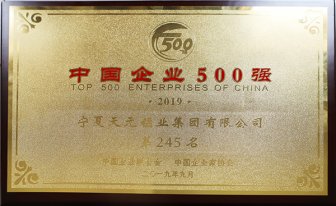 500
中国企业500强
TOP 500 ENTERPRISES OF CHINA
·2019·
宁夏天元锰业集团有限公司
第245名
中国企业联合会 中国企业家协会
二〇一九年九月